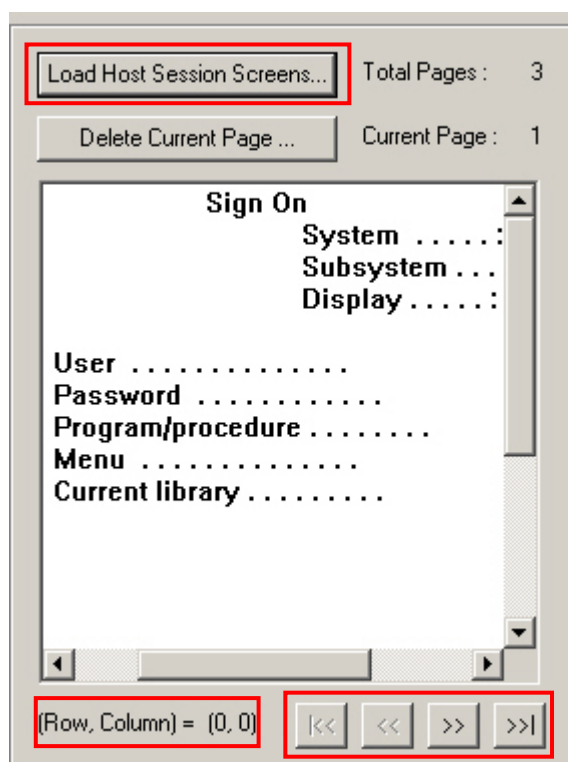 Load Host Session Screens... Total Pages : 3
Delete Current Page ... Current Page : 1
Sign On
System .....:
Subsystem ...
Display .....:
User ..............
Password ............
Program/procedure ........
Menu ..............
Current library .........
(Row, Column) = (0, 0) |<< << >> >>|